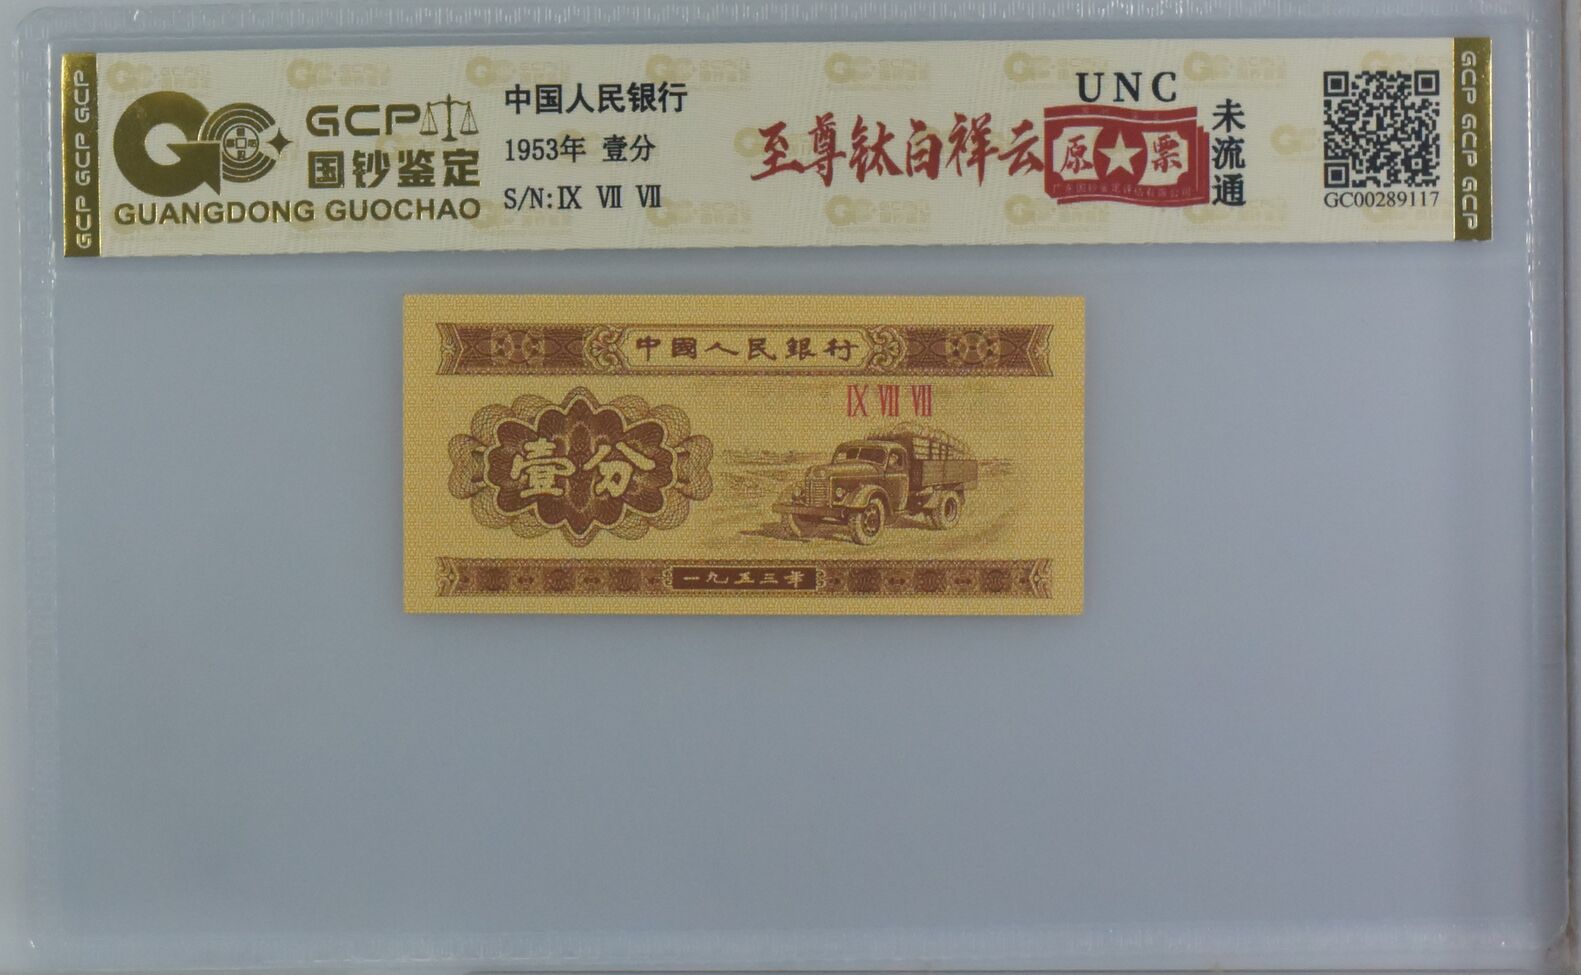 GCP GCP GCP
GCP
国钞鉴定
GUANGDONG GUOCHAO
中国人民银行
1953年 壹分
S/N:Ⅸ Ⅶ Ⅶ
至尊钛白祥云
UNC
原★票
未流通
GC00289117
GCP GCP GCP
中國人民銀行
Ⅸ Ⅶ Ⅶ
壹分
一九五三年